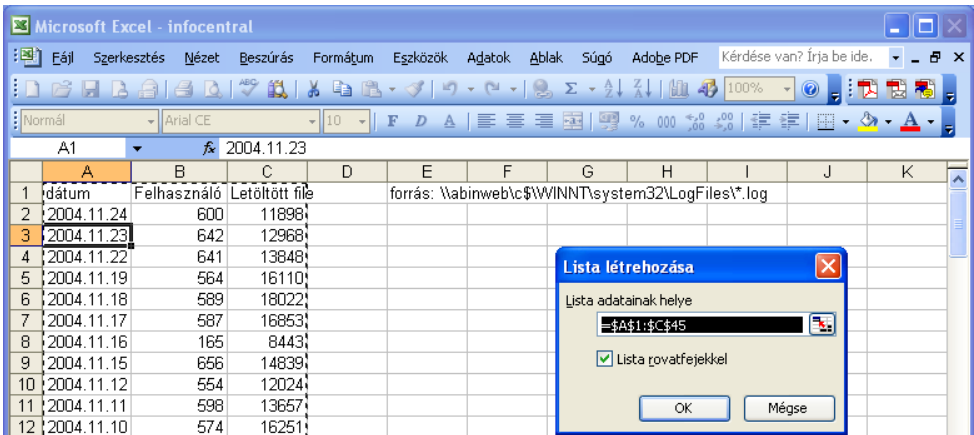 Microsoft Excel - infocentral
Fájl Szerkesztés Nézet Beszúrás Formátum Eszközök Adatok Ablak Súgó Adobe PDF Kérdése van? Írja be ide.
100%
Normál Arial CE 10 F D A % 000
A1 fx 2004.11.23
A B C D E F G H I J K
1 dátum Felhasználó Letöltött file forrás: \\abinweb\c$\WINNT\system32\LogFiles\*.log
2 2004.11.24 600 11898
3 2004.11.23 642 12968
4 2004.11.22 641 13848
5 2004.11.19 564 16110
6 2004.11.18 589 18022
7 2004.11.17 587 16853
8 2004.11.16 165 8443
9 2004.11.15 656 14839
10 2004.11.12 554 12024
11 2004.11.11 598 13657
12 2004.11.10 574 16251
Lista létrehozása
Lista adatainak helye
=$A$1:$C$45
Lista rovatfejekkel
OK Mégse